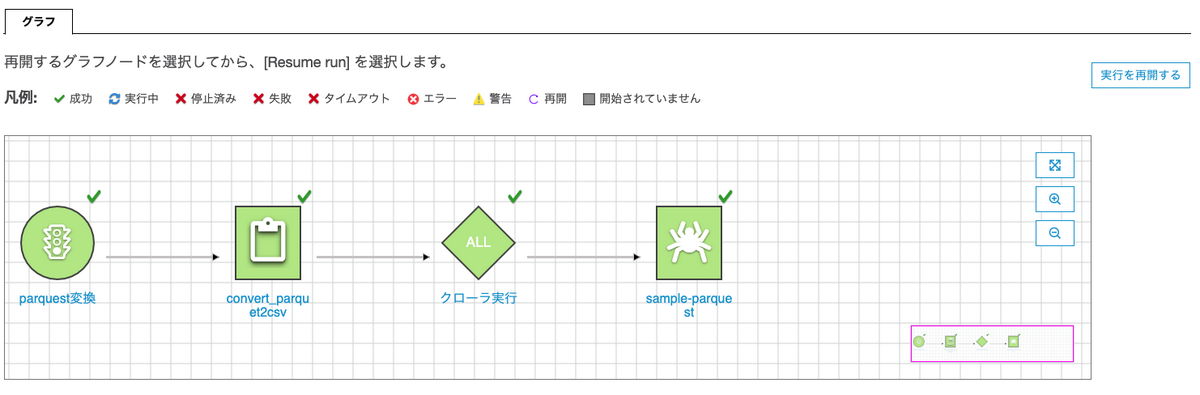 グラフ
再開するグラフノードを選択してから、[Resume run] を選択します。
実行を再開する
凡例: 成功 実行中 停止済み 失敗 タイムアウト エラー 警告 再開 開始されていません
ALL
parquest変換
convert_parqu
et2csv
クローラ実行
sample-parque
st